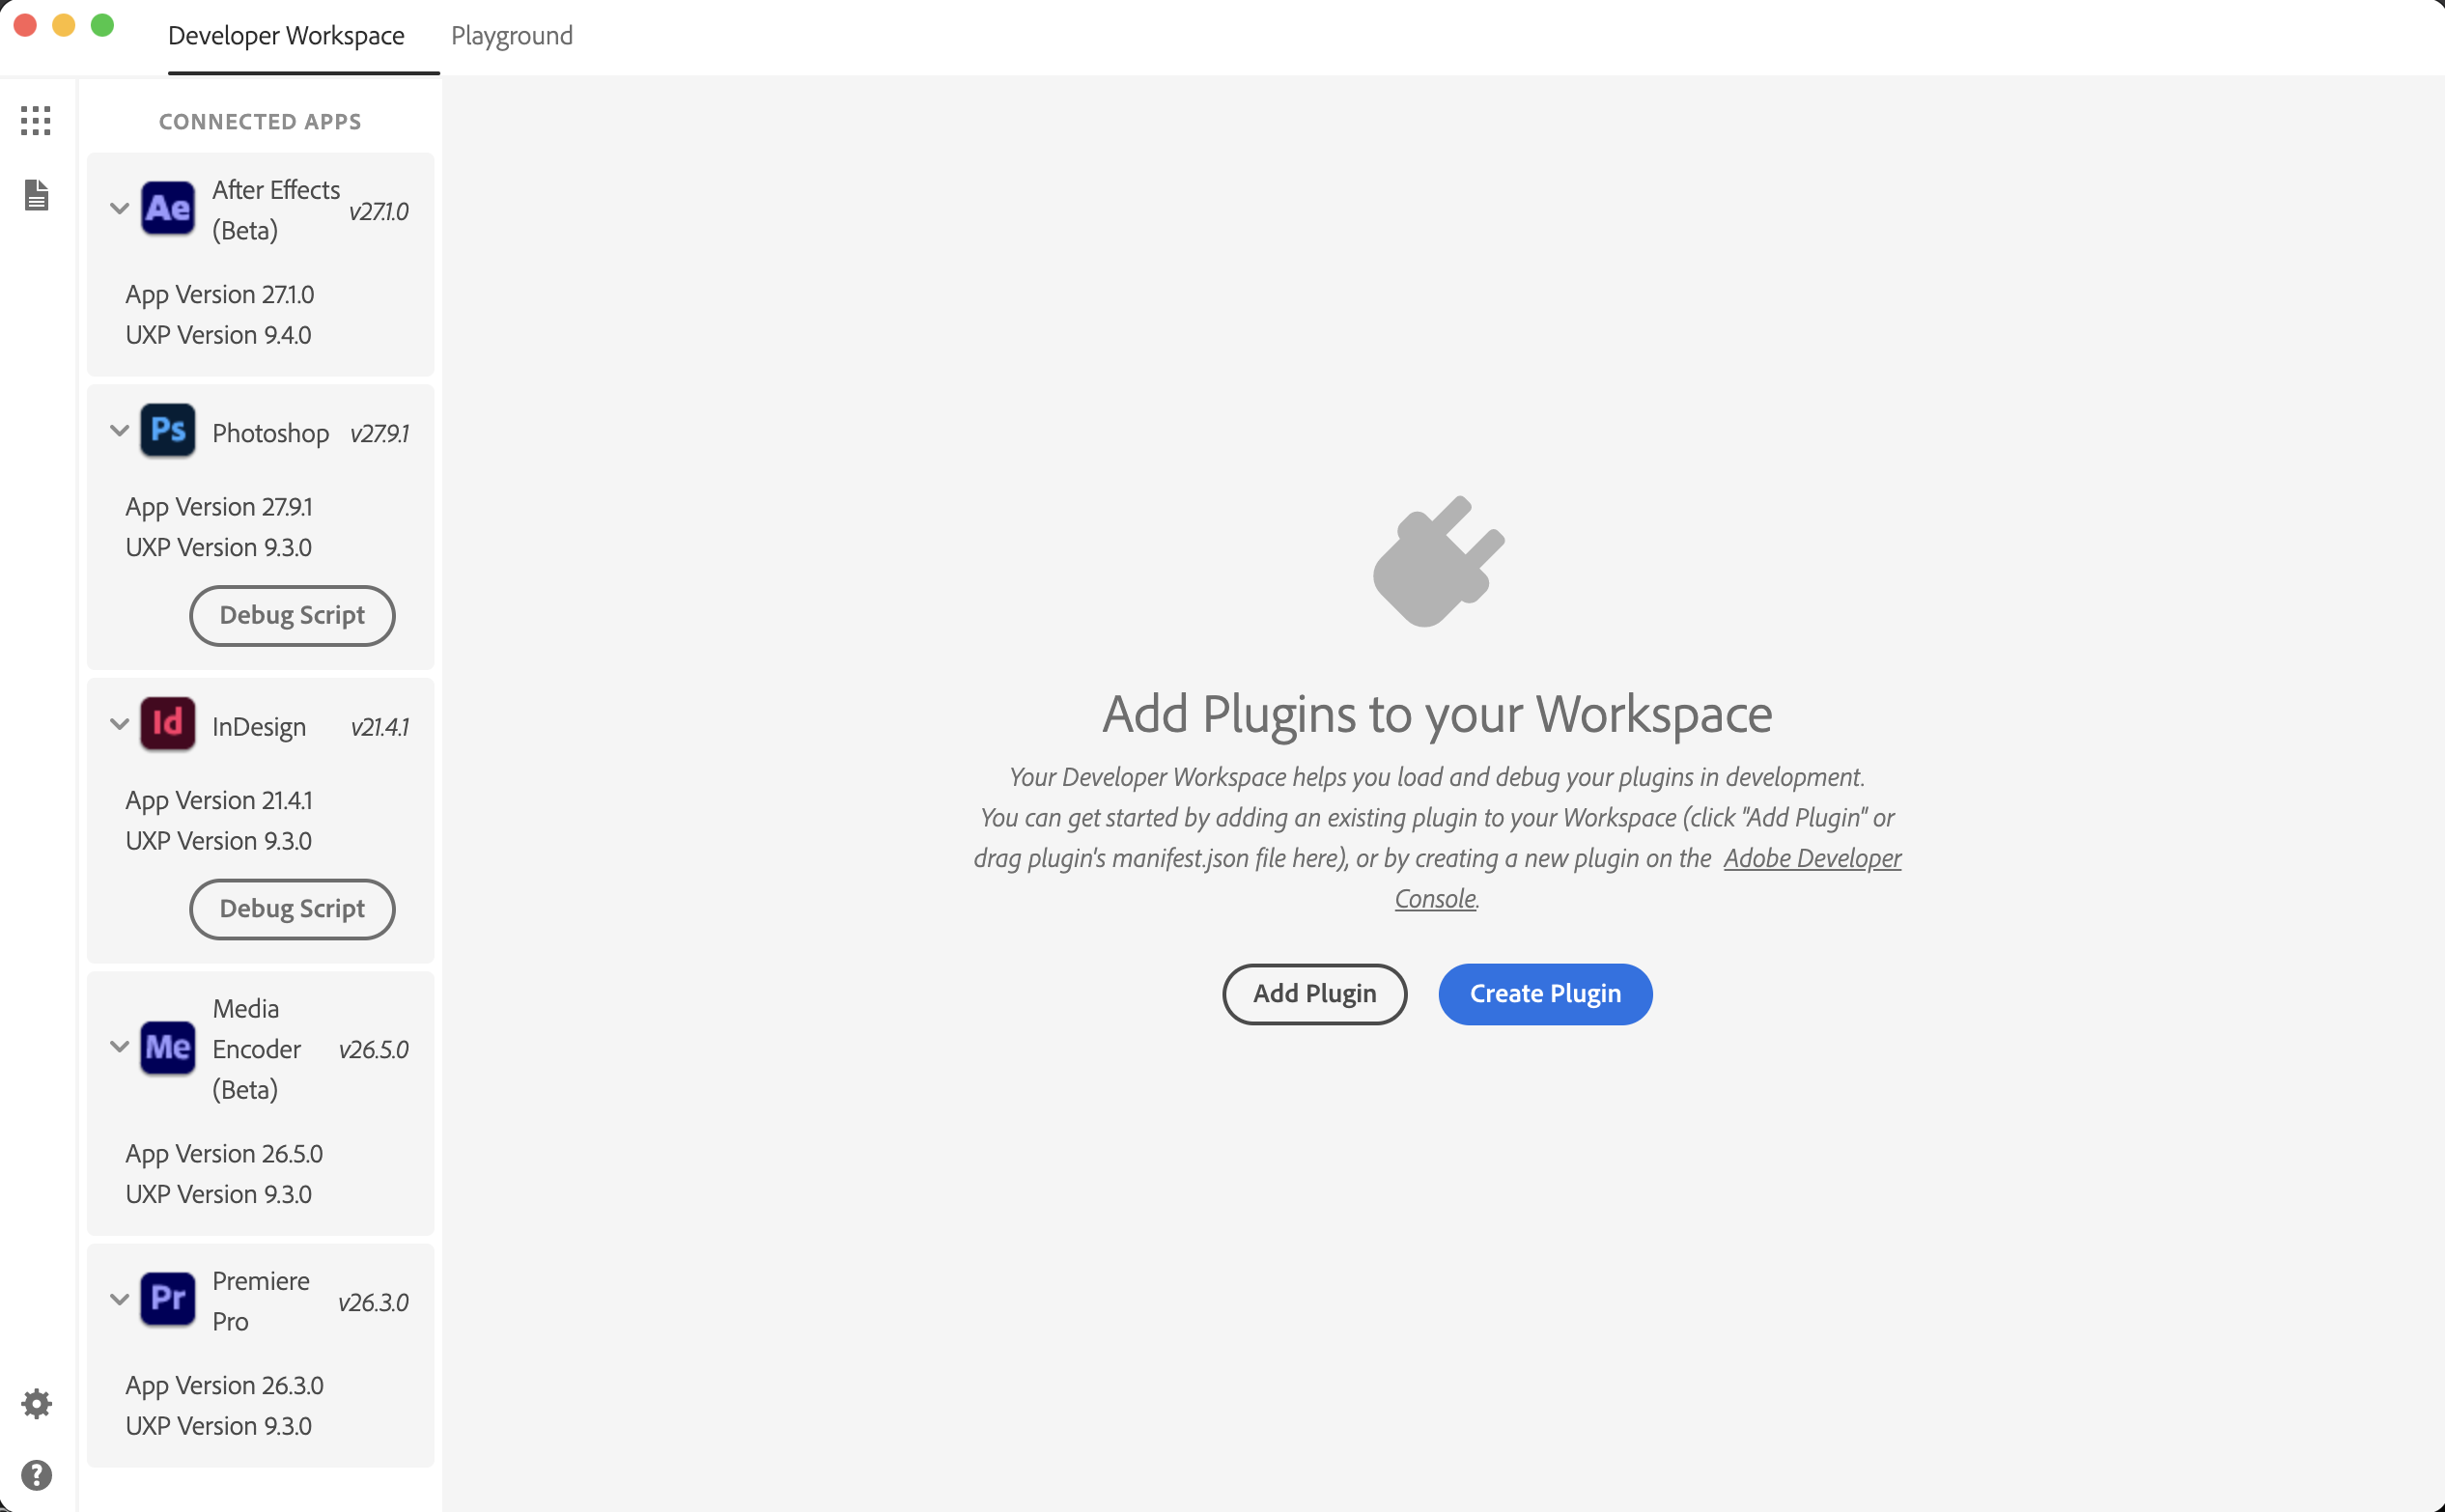 Developer Workspace
Playground
CONNECTED APPS
Ae
After Effects
(Beta)
v27.1.0
App Version 27.1.0
UXP Version 9.4.0
Ps
Photoshop
v27.9.1
App Version 27.9.1
UXP Version 9.3.0
Debug Script
Id
InDesign
v21.4.1
App Version 21.4.1
UXP Version 9.3.0
Debug Script
Me
Media
Encoder
(Beta)
v26.5.0
App Version 26.5.0
UXP Version 9.3.0
Pr
Premiere
Pro
v26.3.0
App Version 26.3.0
UXP Version 9.3.0
?
Add Plugins to your Workspace
Your Developer Workspace helps you load and debug your plugins in development.
You can get started by adding an existing plugin to your Workspace (click "Add Plugin" or
drag plugin's manifest.json file here), or by creating a new plugin on the Adobe Developer
Console.
Add Plugin
Create Plugin